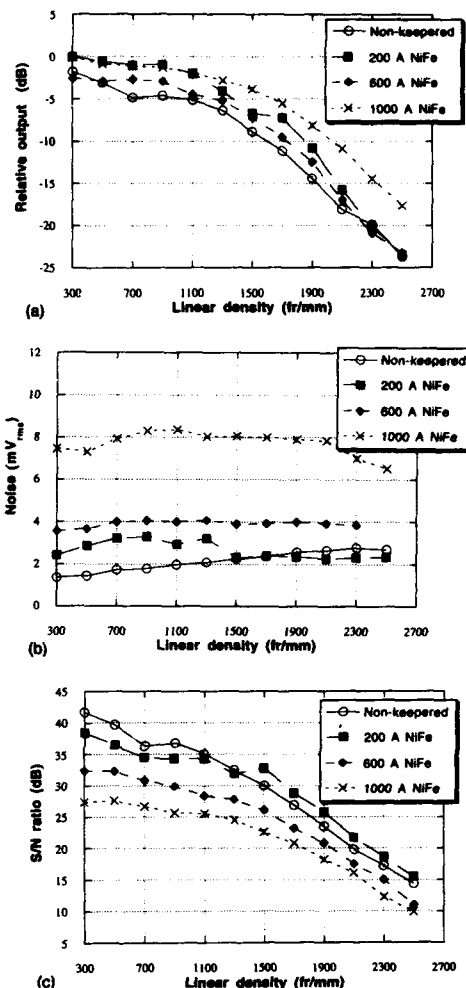 0
-5
-10
-15
-20
-25
Relative output (dB)
Non-keepered
200 A NiFe
600 A NiFe
1000 A NiFe
300 700 1100 1500 1900 2300 2700
(a)
Linear density (fr/mm)
12
10
8
6
4
2
0
Noise (mVrms)
Non-keepered
200 A NiFe
600 A NiFe
1000 A NiFe
300 700 1100 1500 1900 2300 2700
(b)
Linear density (fr/mm)
45
40
35
30
25
20
15
10
5
S/N ratio (dB)
Non-keepered
200 A NiFe
600 A NiFe
1000 A NiFe
300 700 1100 1500 1900 2300 2700
(c)
Linear density (fr/mm)